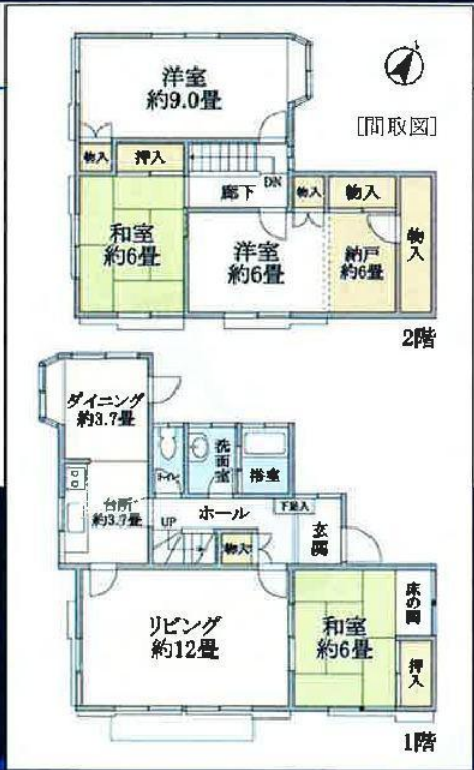 洋室
約9.0畳
[間取図]
物入
押入
DN
廊下
物入
物入
和室
約6畳
洋室
約6畳
納戸
約6畳
物入
2階
ダイニング
約3.7畳
台所
約3.7畳
トイレ
洗面室
浴室
UP
ホール
下足入
玄関
物入
リビング
約12畳
和室
約6畳
床の間
押入
1階